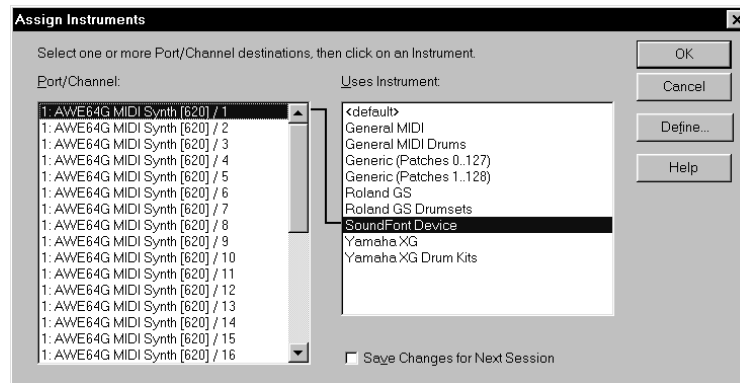 Assign Instruments
Select one or more Port/Channel destinations, then click on an Instrument.
Port/Channel:
1: AWE64G MIDI Synth [620] / 1
1: AWE64G MIDI Synth [620] / 2
1: AWE64G MIDI Synth [620] / 3
1: AWE64G MIDI Synth [620] / 4
1: AWE64G MIDI Synth [620] / 5
1: AWE64G MIDI Synth [620] / 6
1: AWE64G MIDI Synth [620] / 7
1: AWE64G MIDI Synth [620] / 8
1: AWE64G MIDI Synth [620] / 9
1: AWE64G MIDI Synth [620] / 10
1: AWE64G MIDI Synth [620] / 11
1: AWE64G MIDI Synth [620] / 12
1: AWE64G MIDI Synth [620] / 13
1: AWE64G MIDI Synth [620] / 14
1: AWE64G MIDI Synth [620] / 15
1: AWE64G MIDI Synth [620] / 16
Uses Instrument:
<default>
General MIDI
General MIDI Drums
Generic (Patches 0..127)
Generic (Patches 1..128)
Roland GS
Roland GS Drumsets
SoundFont Device
Yamaha XG
Yamaha XG Drum Kits
Save Changes for Next Session
OK
Cancel
Define...
Help